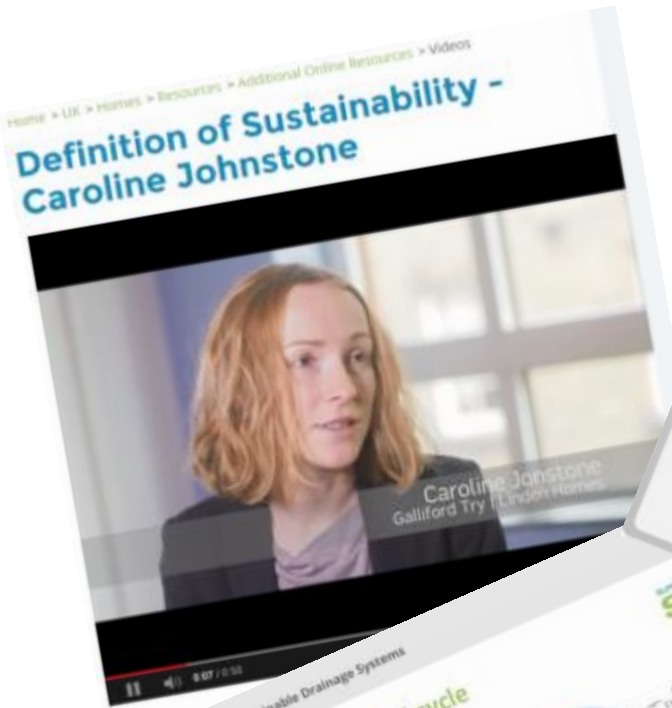 Home > UK > Homes > Resources > Additional Online Resources > Videos
Definition of Sustainability -
Caroline Johnstone
Caroline Jonstone
Galliford Try | Linden Homes
0:07 / 0:50
Drainage Systems